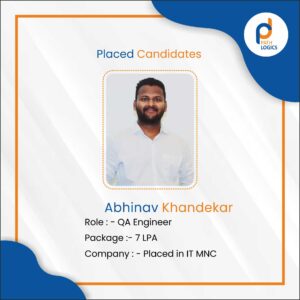 LOGICS
Placed Candidates
Abhinav Khandekar
Role : - QA Engineer
Package :- 7 LPA
Company : - Placed in IT MNC